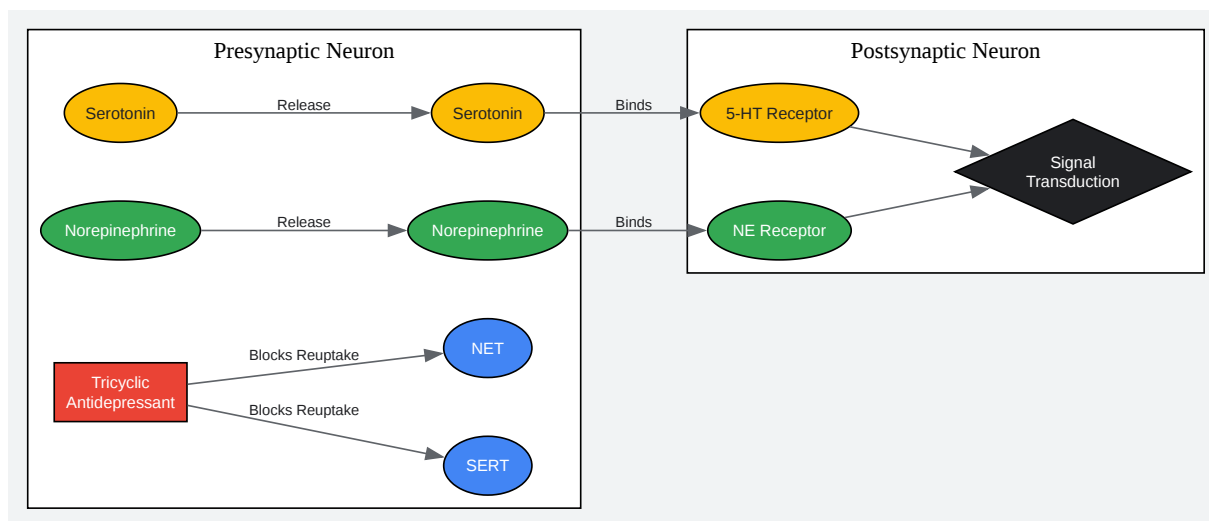 Presynaptic Neuron
Postsynaptic Neuron
Serotonin
Release
Serotonin
Binds
5-HT Receptor
Signal
Transduction
Norepinephrine
Release
Norepinephrine
Binds
NE Receptor
Tricyclic
Antidepressant
Blocks Reuptake
NET
Blocks Reuptake
SERT